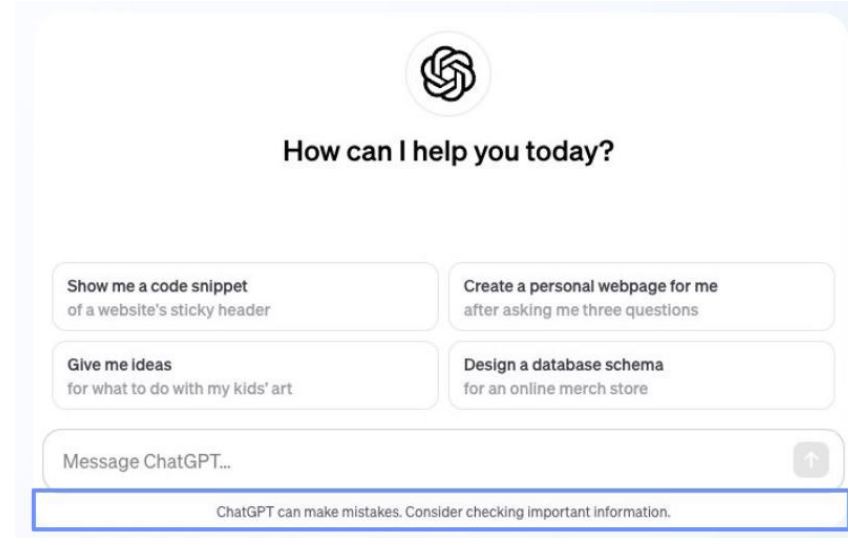 How can I help you today?
Show me a code snippet
of a website's sticky header
Create a personal webpage for me
after asking me three questions
Give me ideas
for what to do with my kids' art
Design a database schema
for an online merch store
Message ChatGPT...
ChatGPT can make mistakes. Consider checking important information.